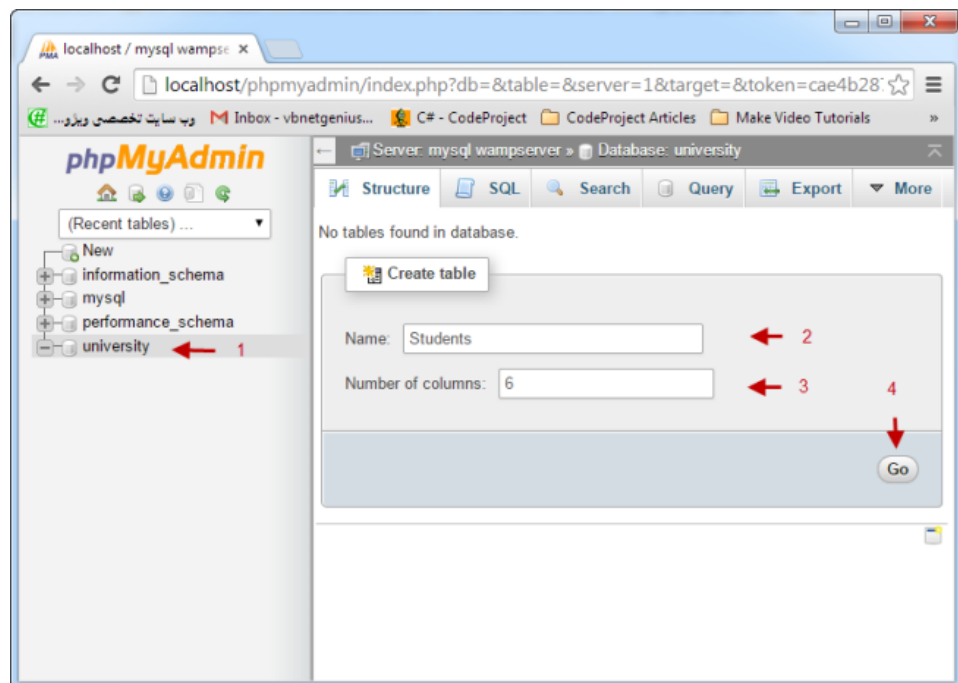 localhost / mysql wampse
localhost/phpmyadmin/index.php?db=&table=&server=1&target=&token=cae4b28
وب سایت تخصصی ویژو...
Inbox - vbnetgenius...
C# - CodeProject
CodeProject Articles
Make Video Tutorials
»
phpMyAdmin
(Recent tables) ...
New
information_schema
mysql
performance_schema
university
1
Server: mysql wampserver » Database: university
Structure
SQL
Search
Query
Export
More
No tables found in database.
Create table
Name: Students
2
Number of columns: 6
3
4
Go